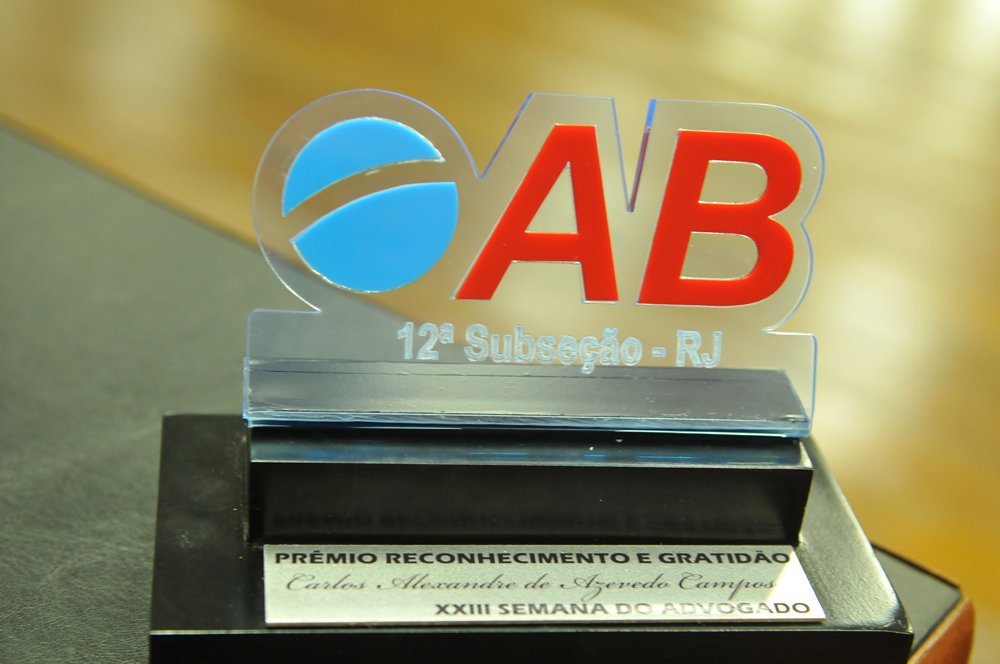 OAB
12ª Subseção - RJ
PRÊMIO RECONHECIMENTO E GRATIDÃO
Carlos Alexandre de Azevedo Campos
XXIII SEMANA DO ADVOGADO